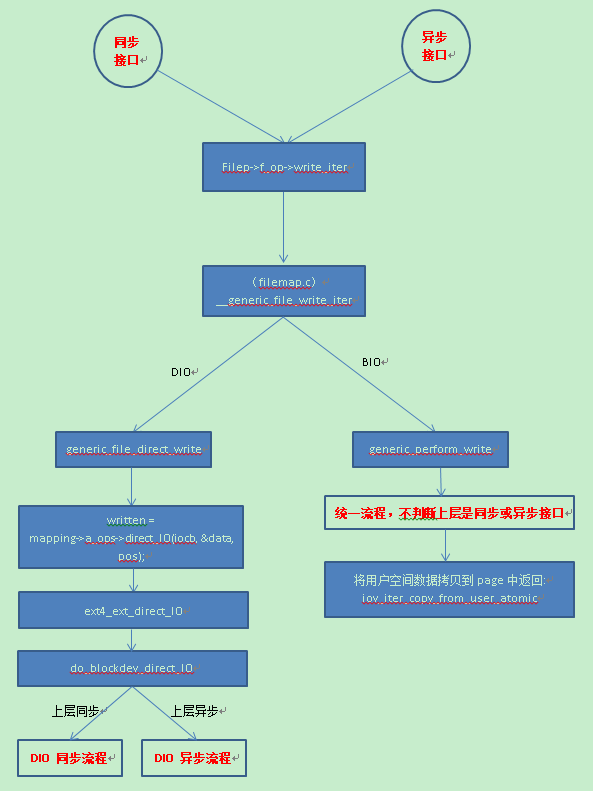 同步
接口
异步
接口
Filep->f_op->write_iter
（filemap.c）
__generic_file_write_iter
DIO
BIO
generic_file_direct_write
generic_perform_write
written =
mapping->a_ops->direct_IO(iocb, &data,
pos);
统一流程，不判断上层是同步或异步接口
ext4_ext_direct_IO
将用户空间数据拷贝到 page 中返回:
iov_iter_copy_from_user_atomic
do_blockdev_direct_IO
上层同步
上层异步
DIO 同步流程
DIO 异步流程